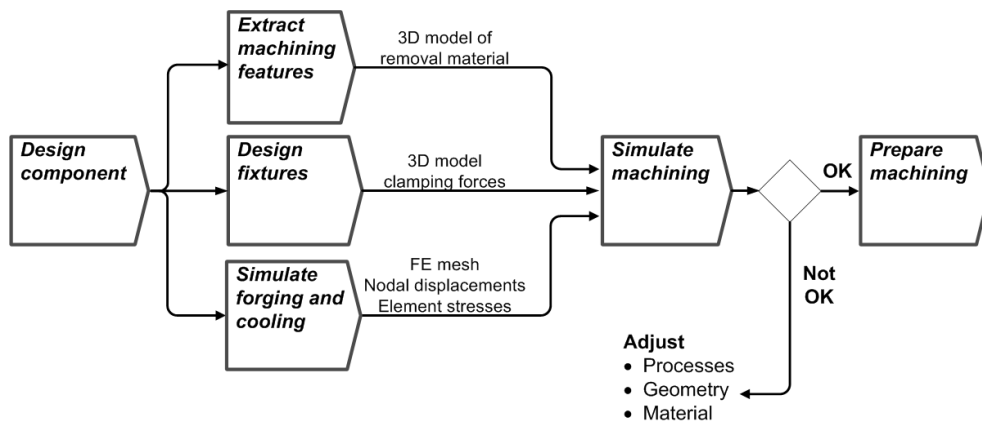 Extract
machining
features
3D model of
removal material
Design
component
Design
fixtures
3D model
clamping forces
Simulate
machining
OK
Prepare
machining
Simulate
forging and
cooling
FE mesh
Nodal displacements
Element stresses
Not
OK
Adjust
• Processes
• Geometry
• Material